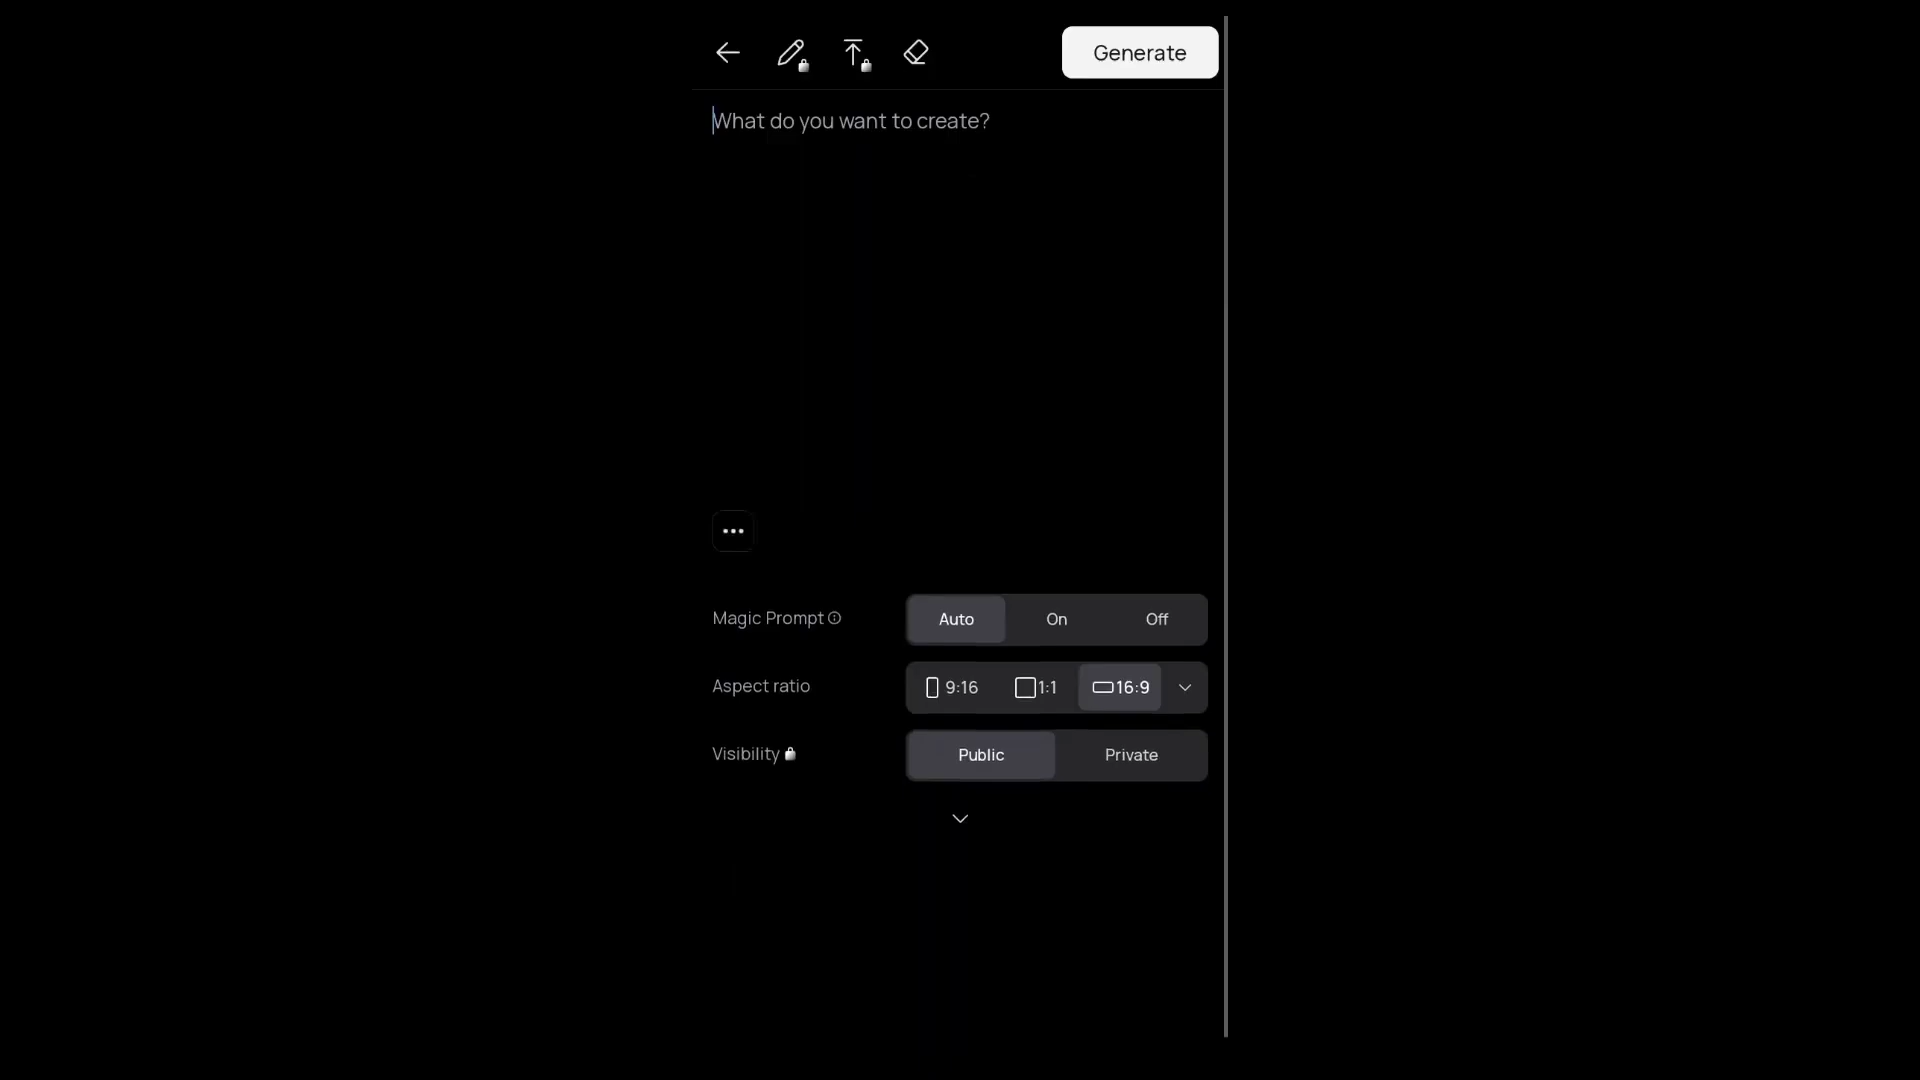 Generate
What do you want to create?
Magic Prompt
Auto
On
Off
Aspect ratio
9:16
1:1
16:9
Visibility
Public
Private